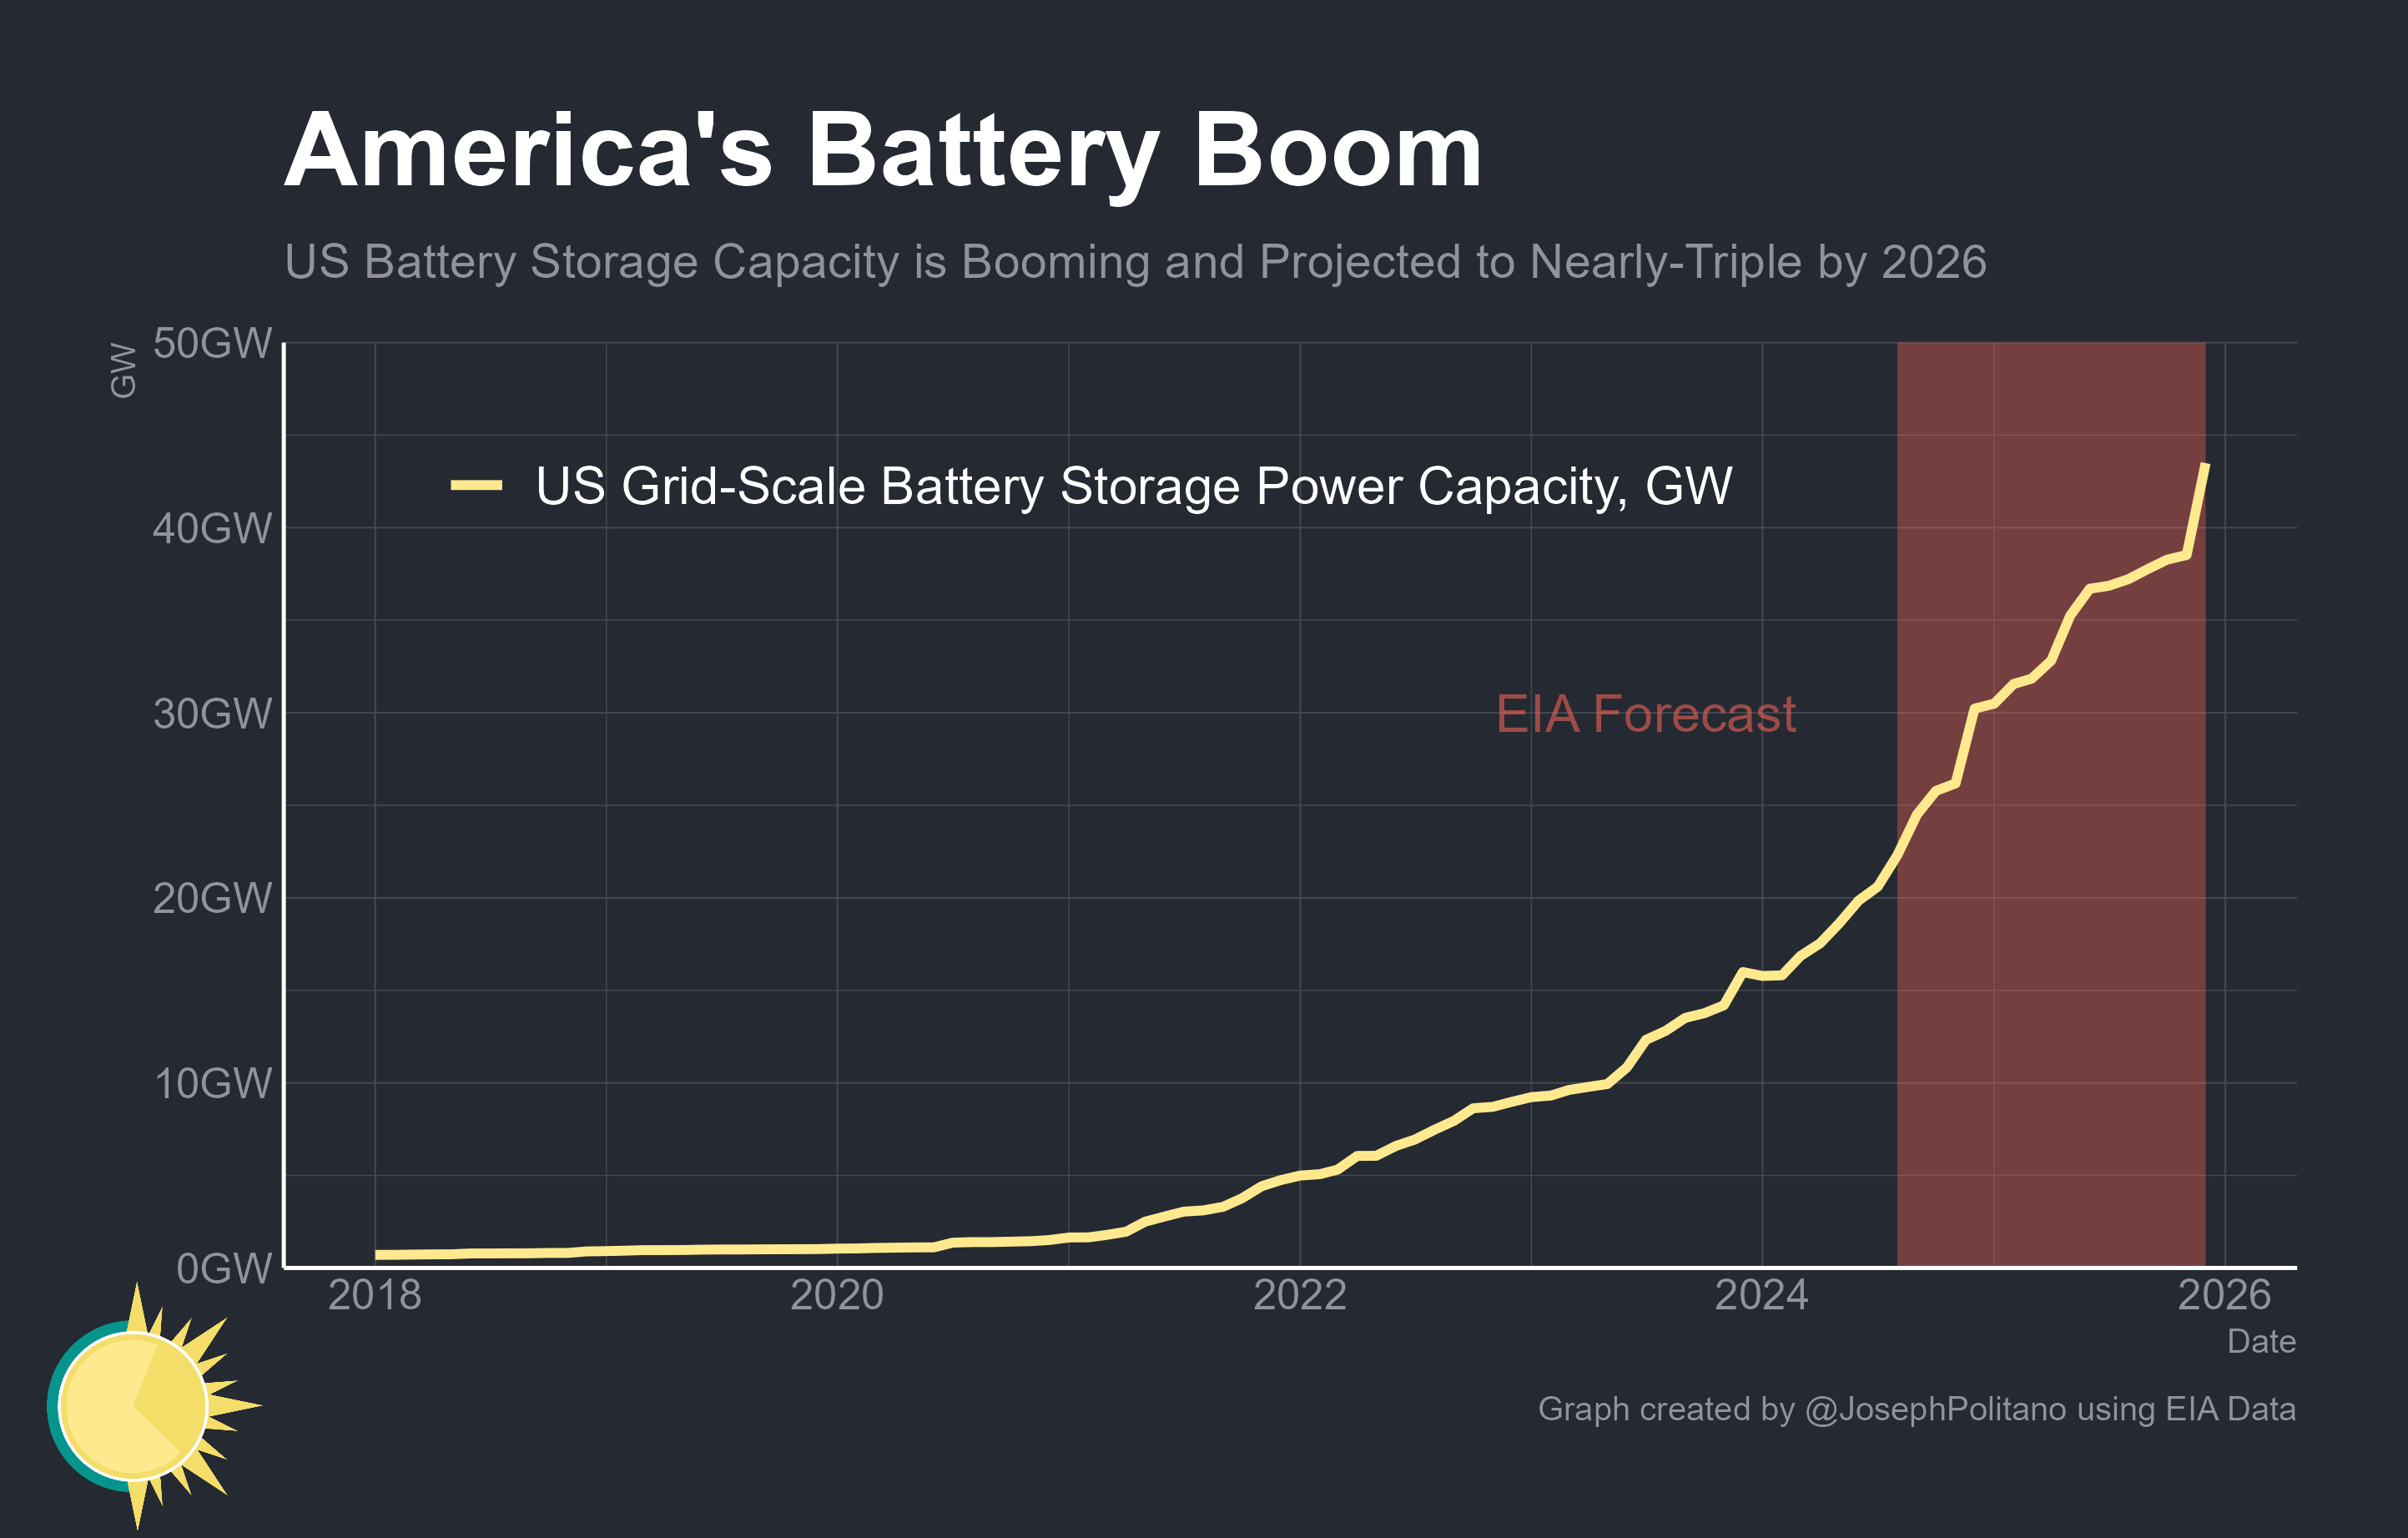 America's Battery Boom
US Battery Storage Capacity is Booming and Projected to Nearly-Triple by 2026
GW
50GW
US Grid-Scale Battery Storage Power Capacity, GW
40GW
30GW
EIA Forecast
20GW
10GW
0GW
2018 2020 2022 2024 2026
Date
Graph created by @JosephPolitano using EIA Data